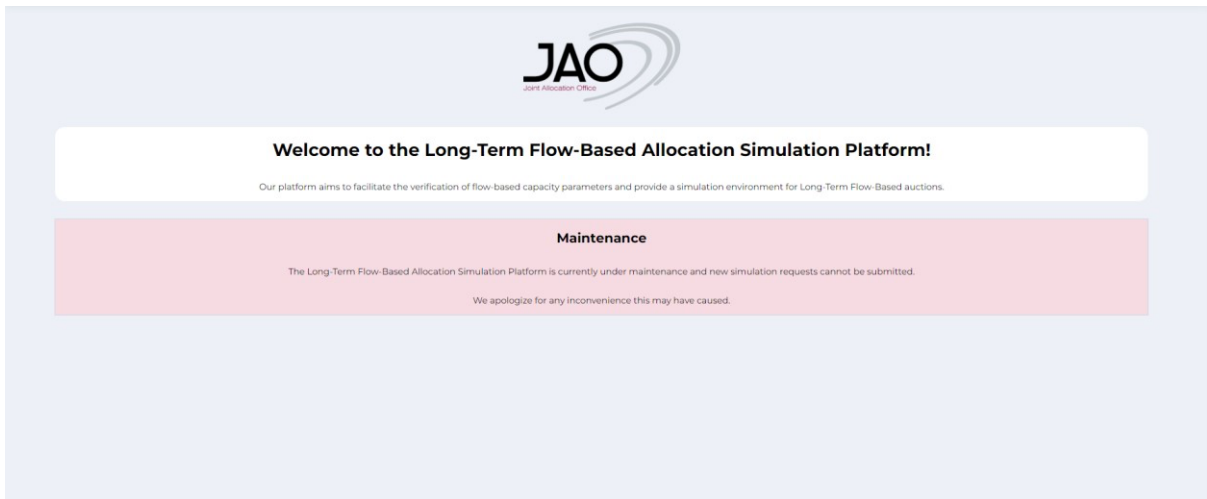 JAO
Joint Allocation Office
Welcome to the Long-Term Flow-Based Allocation Simulation Platform!
Our platform aims to facilitate the verification of flow-based capacity parameters and provide a simulation environment for Long-Term Flow-Based auctions.
Maintenance
The Long-Term Flow-Based Allocation Simulation Platform is currently under maintenance and new simulation requests cannot be submitted.
We apologize for any inconvenience this may have caused.